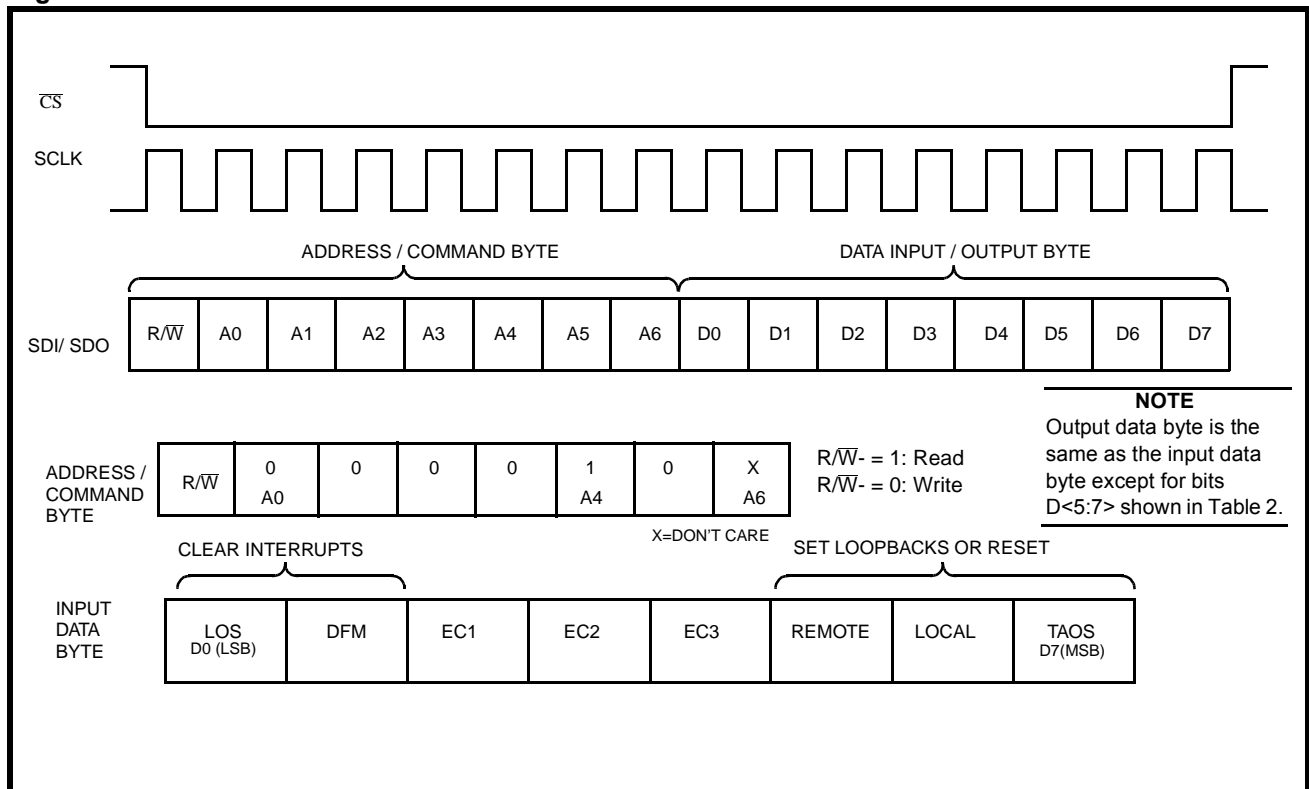 CS
SCLK
ADDRESS / COMMAND BYTE
DATA INPUT / OUTPUT BYTE
SDI/ SDO
R/W A0 A1 A2 A3 A4 A5 A6 D0 D1 D2 D3 D4 D5 D6 D7
NOTE
Output data byte is the
same as the input data
byte except for bits
D<5:7> shown in Table 2.
ADDRESS /
COMMAND
BYTE
R/W 0 0 0 0 1 0 X
A0 A4 A6
R/W- = 1: Read
R/W- = 0: Write
X=DON'T CARE
CLEAR INTERRUPTS
SET LOOPBACKS OR RESET
INPUT
DATA
BYTE
LOS DFM EC1 EC2 EC3 REMOTE LOCAL TAOS
D0 (LSB) D7(MSB)